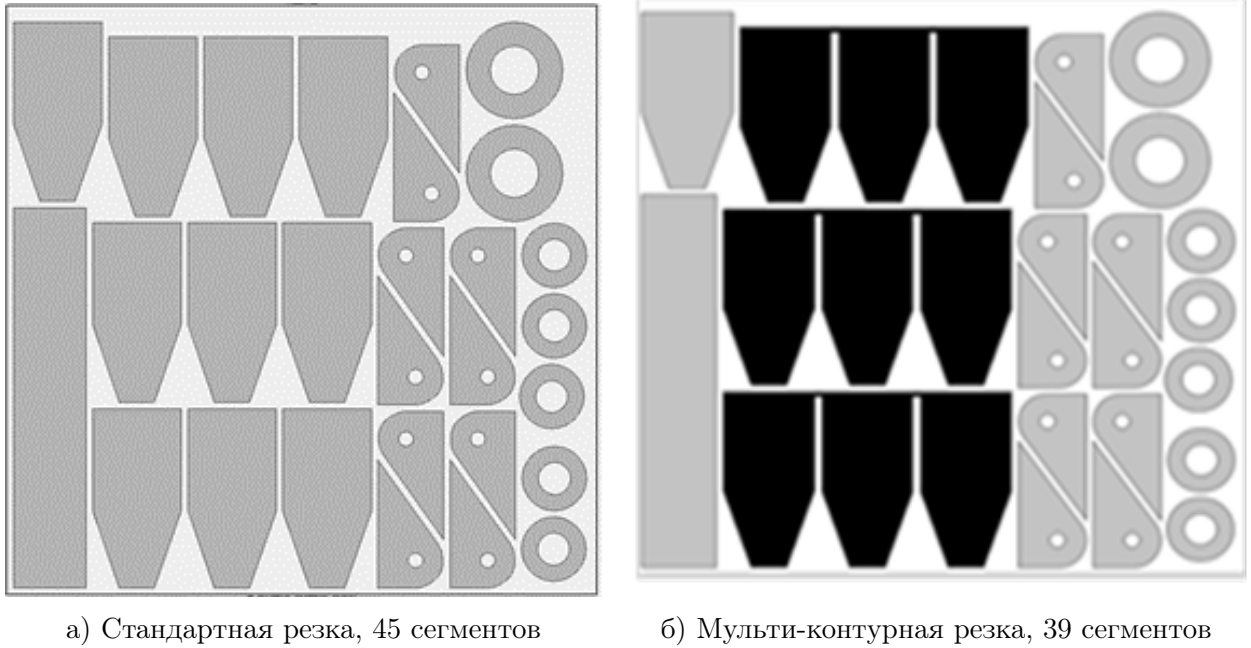 а) Стандартная резка, 45 сегментов
б) Мульти-контурная резка, 39 сегментов